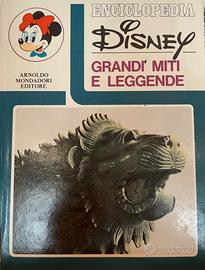 ENCICLOPEDIA
DISNEY
GRANDI MITI
E LEGGENDE
ARNOLDO
MONDADORI
EDITORE